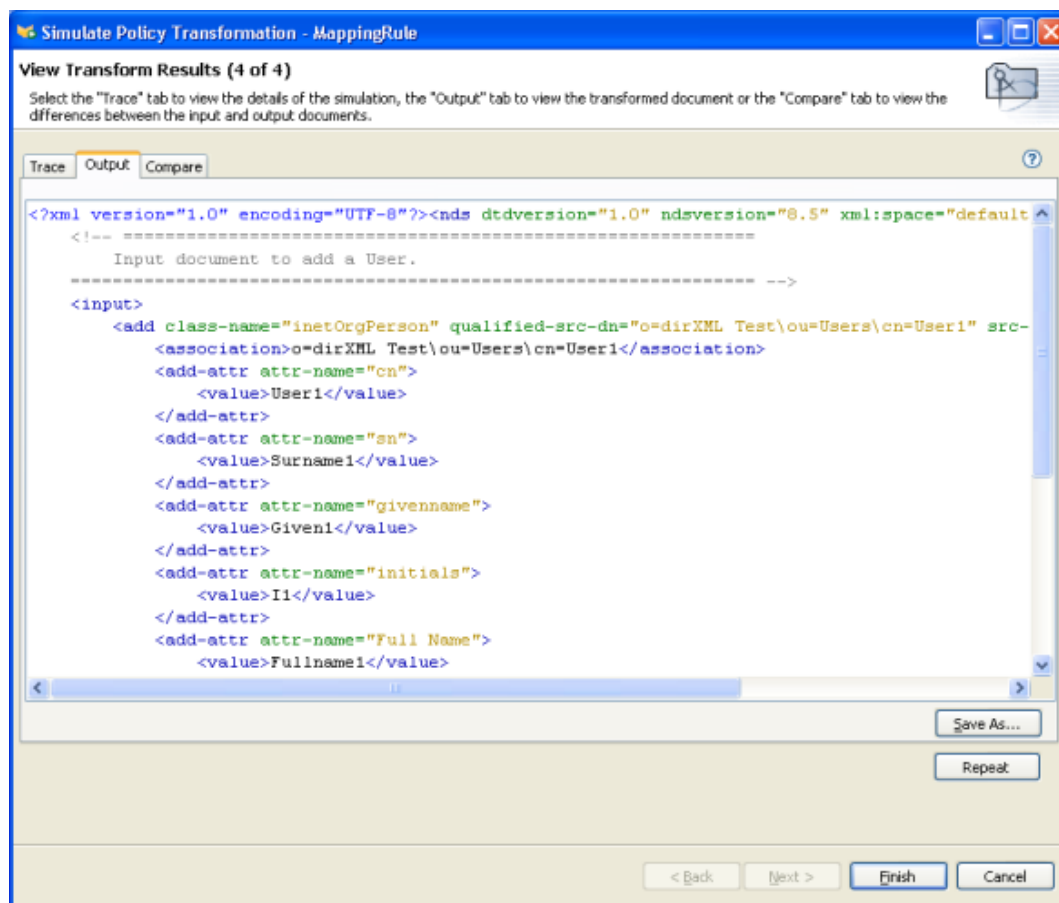 Simulate Policy Transformation - MappingRule
View Transform Results (4 of 4)
Select the "Trace" tab to view the details of the simulation, the "Output" tab to view the transformed document or the "Compare" tab to view the
differences between the input and output documents.
Trace Output Compare
<?xml version="1.0" encoding="UTF-8"?><nds dtdversion="1.0" ndsversion="8.5" xml:space="default
<!-- ============================================================
Input document to add a User.
================================================================= -->
<input>
<add class-name="inetOrgPerson" qualified-src-dn="o=dirXML Test\ou=Users\cn=User1" src-
<association>o=dirXML Test\ou=Users\cn=User1</association>
<add-attr attr-name="cn">
<value>User1</value>
</add-attr>
<add-attr attr-name="sn">
<value>Surname1</value>
</add-attr>
<add-attr attr-name="givenname">
<value>Given1</value>
</add-attr>
<add-attr attr-name="initials">
<value>I1</value>
</add-attr>
<add-attr attr-name="Full Name">
<value>Fullname1</value>
Save As...
Repeat
< Back Next > Finish Cancel